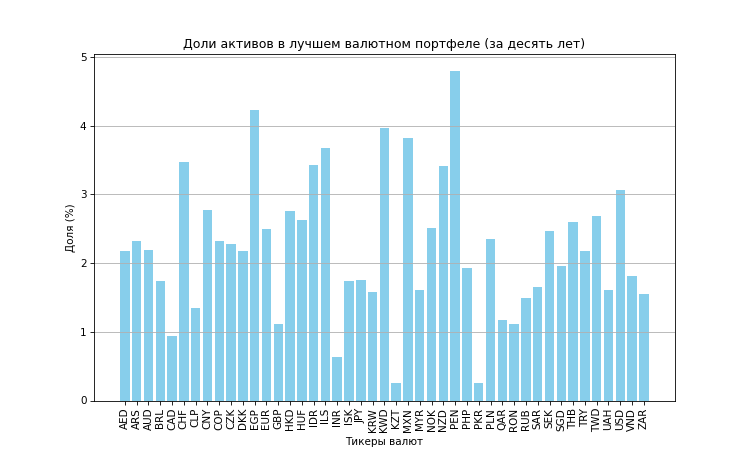 Доли активов в лучшем валютном портфеле (за десять лет)
Доля (%)
5
4
3
2
1
0
AED ARS AUD BRL CAD CHF CLP CNY COP CZK DKK EGP EUR GBP HKD HUF IDR ILS INR ISK JPY KRW KWD KZT MXN MYR NOK NZD PEN PHP PKR PLN QAR RON RUB SAR SEK SGD THB TRY TWD UAH USD VND ZAR
Тикеры валют